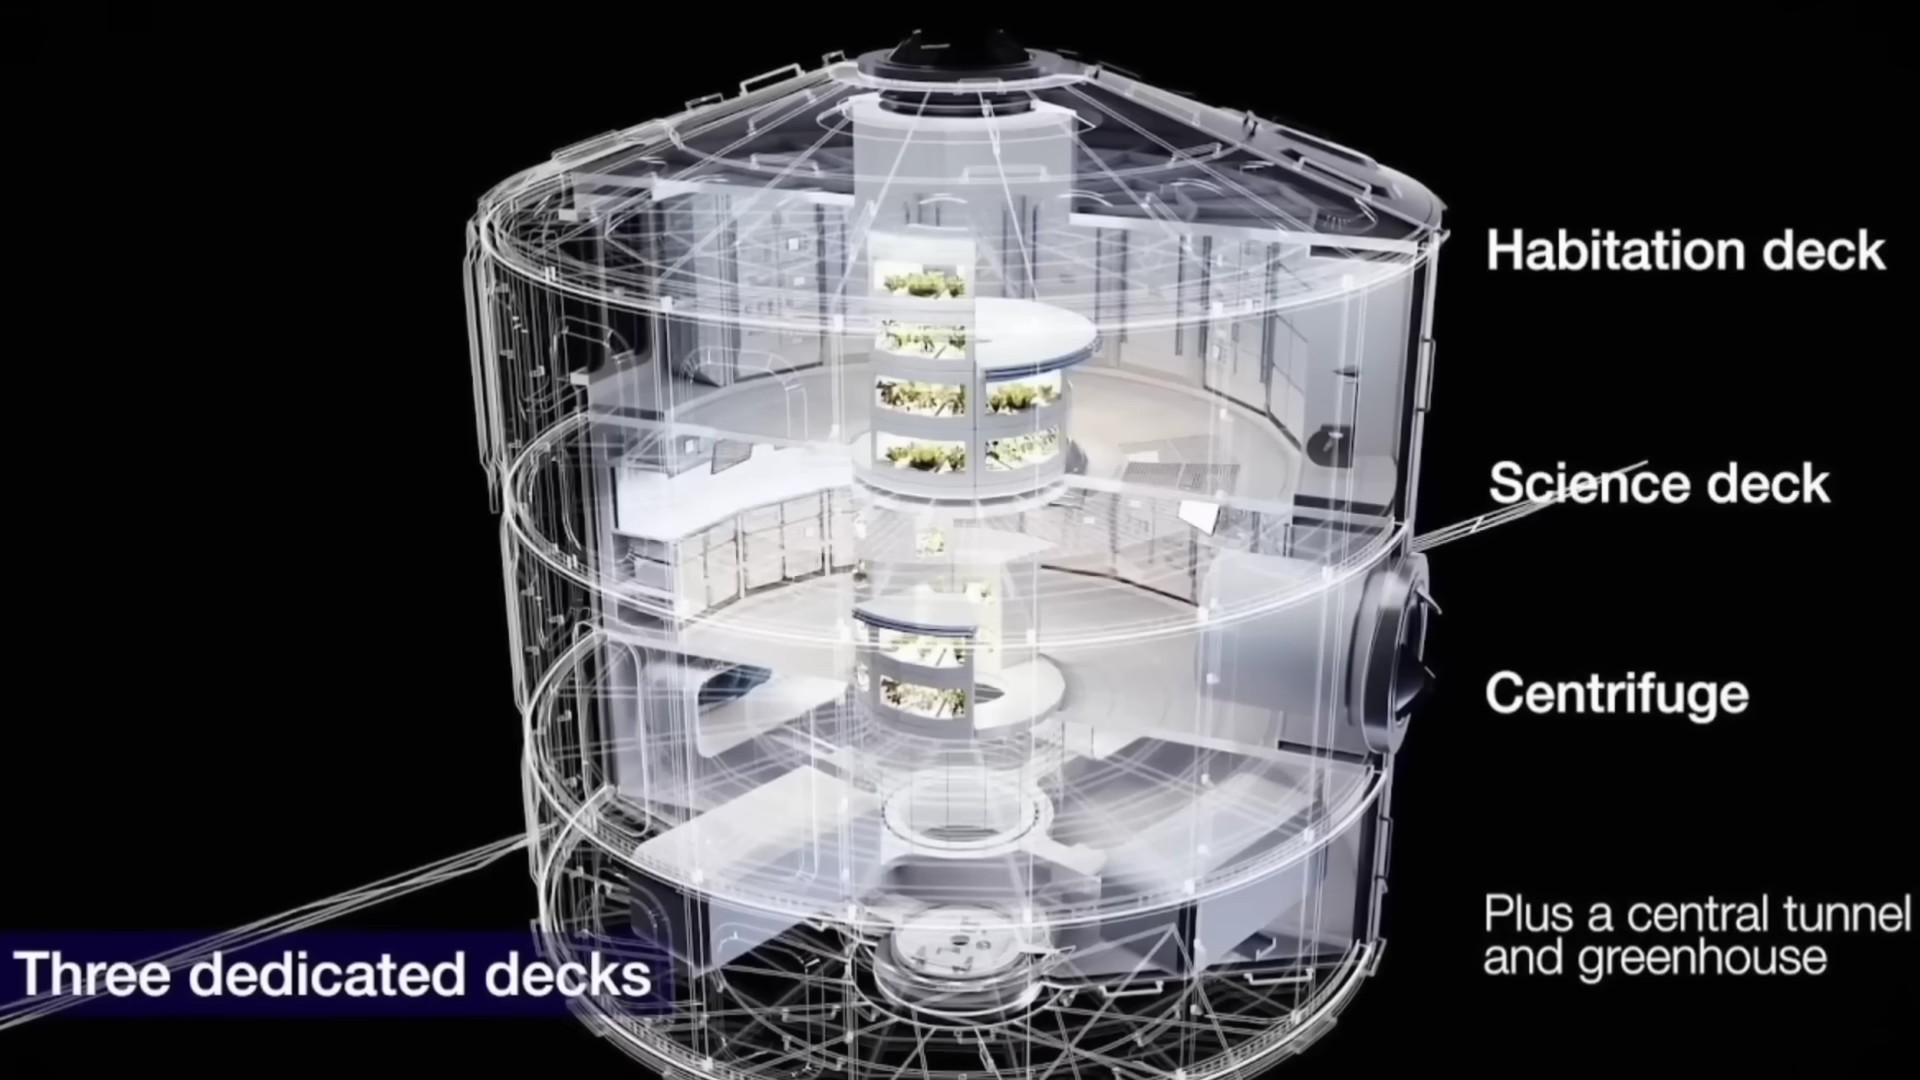 Habitation deck
Science deck
Centrifuge
Plus a central tunnel
and greenhouse
Three dedicated decks